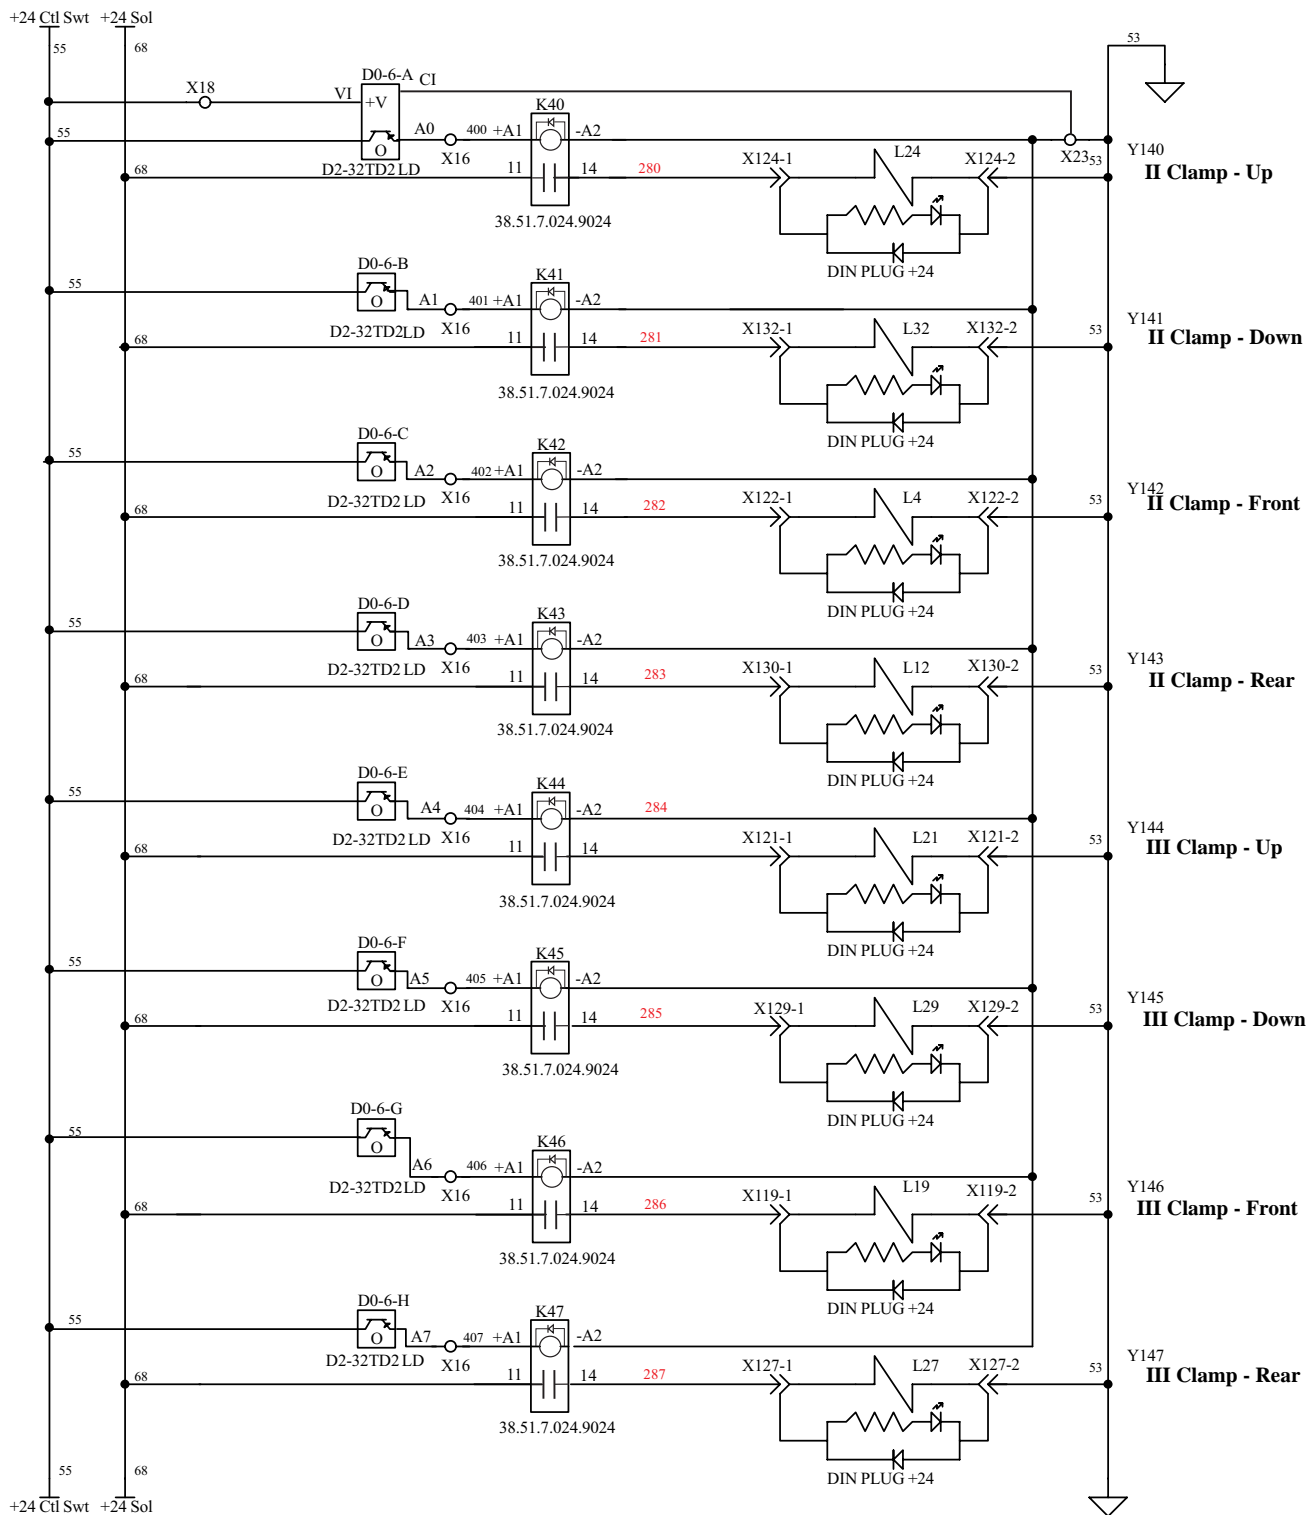 +24 Ctl Swt +24 Sol
55 68 53
X18 D0-6-A CI
VI +V
K40
55 A0 400 +A1 -A2
O X16 X23 53 Y140
D2-32TD2 LD X124-1 L24 X124-2 II Clamp - Up
68 11 14 280
38.51.7.024.9024
DIN PLUG +24
D0-6-B
55 K41
O A1 401 +A1 -A2
D2-32TD2 LD X16 X132-1 L32 X132-2 53 Y141
68 11 14 281 II Clamp - Down
38.51.7.024.9024
DIN PLUG +24
D0-6-C
55 K42
O A2 402 +A1 -A2
D2-32TD2 LD X16 X122-1 L4 X122-2 53 Y142
68 11 14 282 II Clamp - Front
38.51.7.024.9024
DIN PLUG +24
D0-6-D
55 K43
O A3 403 +A1 -A2
D2-32TD2 LD X16 X130-1 L12 X130-2 53 Y143
68 11 14 283 II Clamp - Rear
38.51.7.024.9024
DIN PLUG +24
D0-6-E
55 K44
O A4 404 +A1 -A2 284
D2-32TD2 LD X16 X121-1 L21 X121-2 53 Y144
68 11 14 III Clamp - Up
38.51.7.024.9024
DIN PLUG +24
D0-6-F
55 K45
O A5 405 +A1 -A2
D2-32TD2 LD X16 X129-1 L29 X129-2 53 Y145
68 11 14 285 III Clamp - Down
38.51.7.024.9024
DIN PLUG +24
D0-6-G
55 K46
O A6 406 +A1 -A2
D2-32TD2 LD X16 X119-1 L19 X119-2 53 Y146
68 11 14 286 III Clamp - Front
38.51.7.024.9024
DIN PLUG +24
D0-6-H
55 K47
O A7 407 +A1 -A2
D2-32TD2 LD X16 X127-1 L27 X127-2 53 Y147
68 11 14 287 III Clamp - Rear
38.51.7.024.9024
55 68 DIN PLUG +24
+24 Ctl Swt +24 Sol